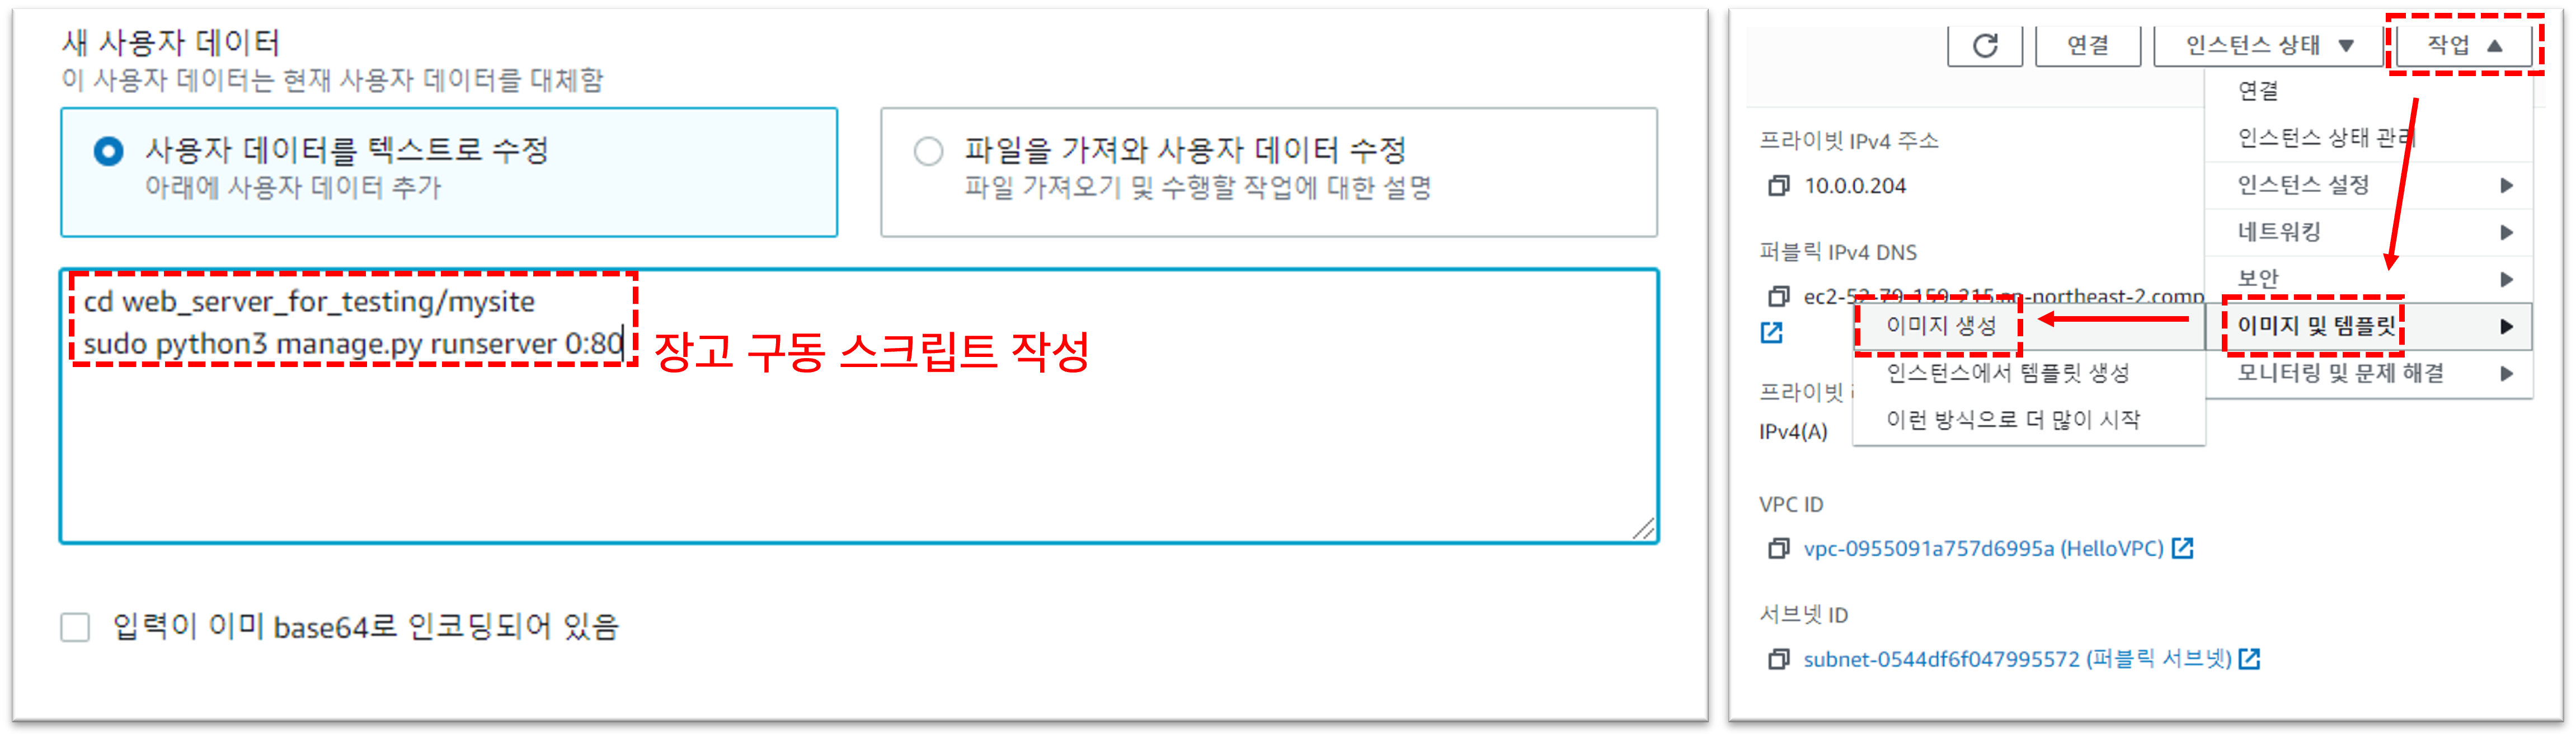 새 사용자 데이터
이 사용자 데이터는 현재 사용자 데이터를 대체함
사용자 데이터를 텍스트로 수정
아래에 사용자 데이터 추가
파일을 가져와 사용자 데이터 수정
파일 가져오기 및 수행할 작업에 대한 설명
cd web_server_for_testing/mysite
sudo python3 manage.py runserver 0:80
장고 구동 스크립트 작성
입력이 이미 base64로 인코딩되어 있음
연결
인스턴스 상태
작업
연결
인스턴스 상태 관리
인스턴스 설정
네트워킹
보안
이미지 및 템플릿
모니터링 및 문제 해결
이미지 생성
인스턴스에서 템플릿 생성
이런 방식으로 더 많이 시작
프라이빗 IPv4 주소
10.0.0.204
퍼블릭 IPv4 DNS
ec2-52-79-159-215.ap-northeast-2.comp
프라이빗
IPv4(A)
VPC ID
vpc-0955091a757d6995a (HelloVPC)
서브넷 ID
subnet-0544df6f047995572 (퍼블릭 서브넷)